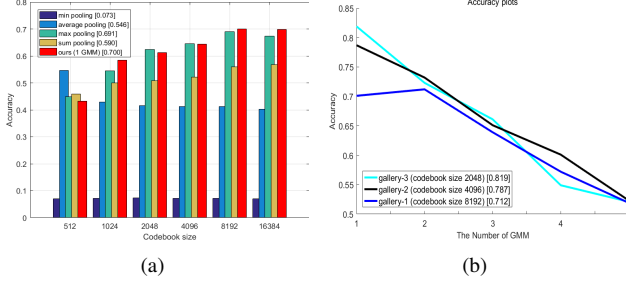 0.8
0.7
0.6
0.5
0.4
0.3
0.2
0.1
0
Accuracy
min pooling [0.073]
average pooling [0.546]
max pooling [0.691]
sum pooling [0.590]
ours (1 GMM) [0.700]
512 1024 2048 4096 8192 16384
Codebook size
(a)
Accuracy plots
0.85
0.8
0.75
0.7
0.65
0.6
0.55
0.5
Accuracy
gallery-3 (codebook size 2048) [0.819]
gallery-2 (codebook size 4096) [0.787]
gallery-1 (codebook size 8192) [0.712]
1 2 3 4
The Number of GMM
(b)